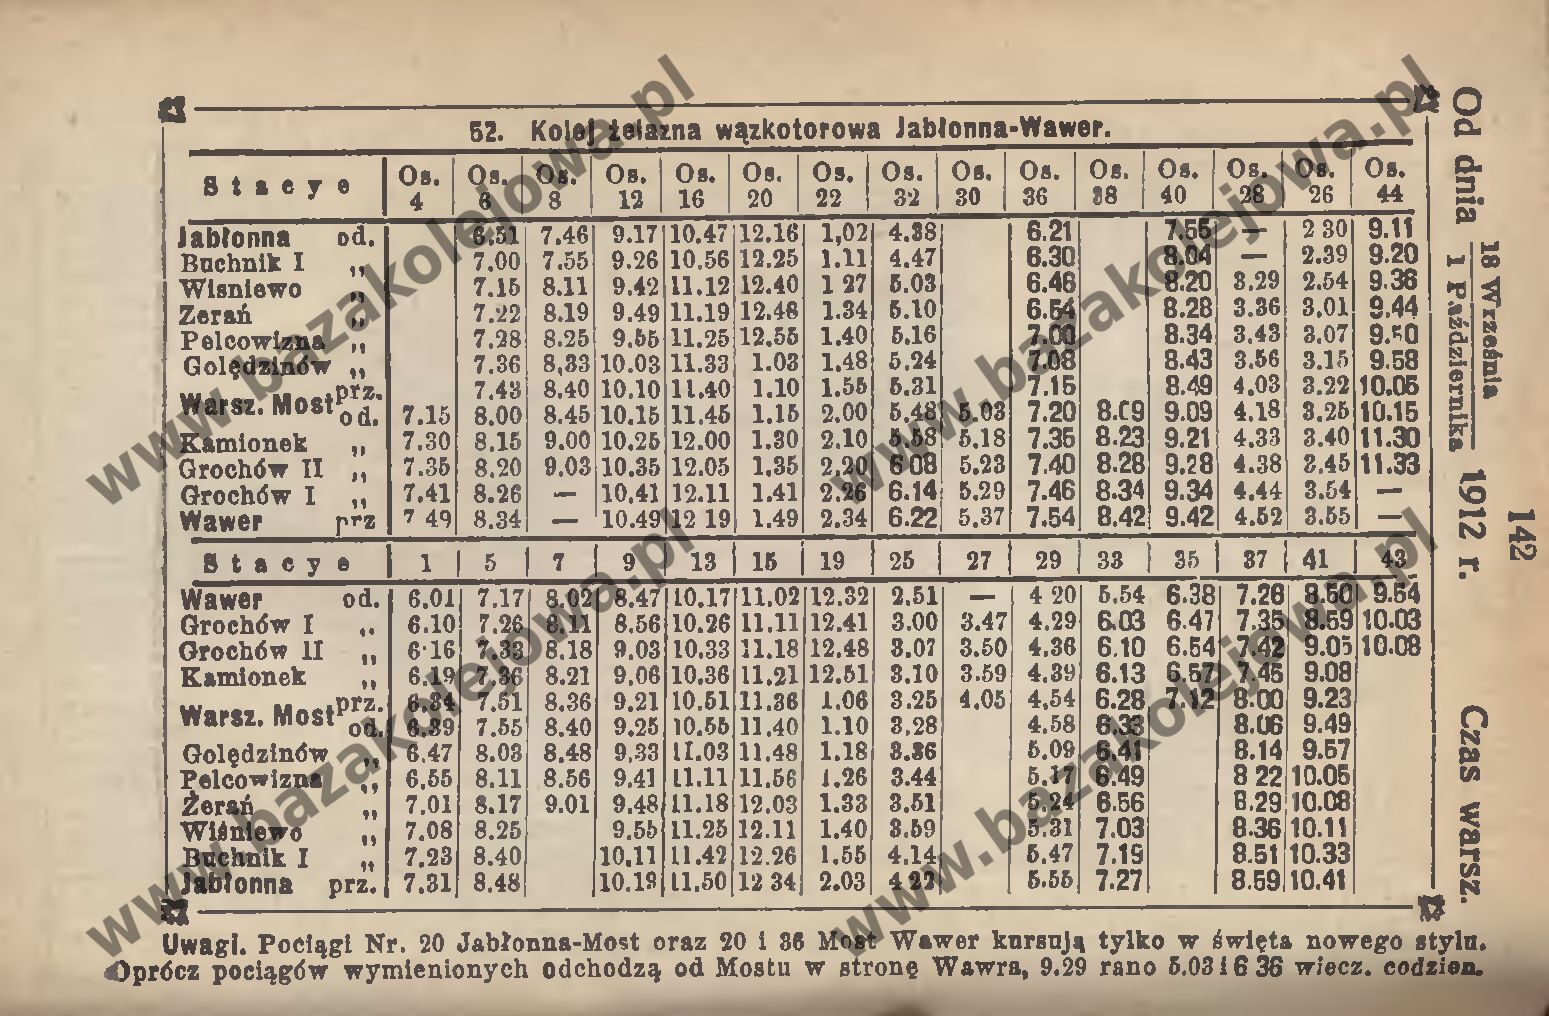 52. Kolej żelazna wązkotorowa Jabłonna-Wawer.
Stacye Os. 4 Os. 6 Os. 8 Os. 12 Os. 16 Os. 20 Os. 22 Os. 32 Os. 30 Os. 36 Os. 38 Os. 40 Os. 28 Os. 26 Os. 44
Jabłonna od. 6.51 7.46 9.17 10.47 12.16 1,02 4.38 6.21 7.55 — 2 30 9.11
Buchnik I „ 7.00 7.55 9.26 10.56 12.25 1.11 4.47 6.30 8.04 — 2.39 9.20
Wisniewo „ 7.15 8.11 9.42 11.12 12.40 1 27 5.03 6.46 8.20 3.29 2.54 9.36
Zerań „ 7.22 8.19 9.49 11.19 12.48 1.34 5.10 6.54 8.28 3.36 3,01 9.44
Pelcowizna „ 7.28 8.25 9.55 11.25 12.55 1.40 5.16 7.00 8.34 3.43 3.07 9.50
Golędzinów „ 7.36 8,33 10.03 11.33 1.03 1.48 5.24 7.08 8.43 3.56 3.15 9.58
Warsz. Most prz. 7.43 8.40 10.10 11.40 1.10 1.55 5.31 7.15 8.49 4.03 3.22 10.05
od. 7.15 8.00 8.45 10.15 11.45 1.15 2.00 5.48 5.03 7.20 8.09 9.09 4.18 3.25 10.15
Kamionek „ 7.30 8.15 9.00 10.25 12.00 1.30 2.10 5.58 5.18 7.35 8.23 9.21 4.33 3.40 11.30
Grochów II „ 7.35 8.20 9.03 10.35 12.05 1.35 2.20 6 08 5.23 7.40 8.28 9.28 4.38 3.45 11.33
Grochów I „ 7.41 8.26 — 10.41 12.11 1.41 2.26 6.14 5.29 7.46 8.34 9.34 4.44 3.54 —
Wawer prz 7 49 8.34 — 10.49 12 19 1.49 2.34 6.22 5.37 7.54 8.42 9.42 4.52 3.55 —
Stacye 1 5 7 9 13 15 19 25 27 29 33 35 37 41 43
Wawer od. 6.01 7.17 8.02 8.47 10.17 11.02 12.32 2.51 — 4 20 5.54 6.38 7.26 8.50 9.54
Grochów I „ 6.10 7.26 8.11 8.56 10.26 11.11 12.41 3.00 3.47 4.29 6.03 6.47 7.35 8.59 10.03
Grochów II „ 6·16 7.33 8.18 9.03 10.33 11.18 12.48 3.07 3.50 4.36 6.10 6.54 7.42 9.05 10.08
Kamionek „ 6.19 7.36 8.21 9.06 10.36 11.21 12.51 3.10 3.59 4.39 6.13 6.57 7.45 9.08
Warsz. Most prz. 6.34 7.51 8.36 9.21 10.51 11.36 1.06 3.25 4.05 4,54 6.28 7.12 8.00 9.23
od. 6.39 7.55 8.40 9.25 10.55 11.40 1.10 3.28 4.58 6.33 8.06 9.49
Golędzinów „ 6.47 8.03 8.48 9.33 11.03 11.48 1.18 3.36 5.09 6.41 8.14 9.57
Pelcowizna „ 6.55 8.11 8.56 9.41 11.11 11.56 1.26 3.44 5.17 6.49 8 22 10.05
Żerań „ 7.01 8.17 9.01 9.48 11.18 12.03 1.33 3.51 5.24 6.56 8.29 10.08
Wiśniewo „ 7.08 8.25 9.55 11.25 12.11 1.40 3.59 5.31 7.03 8.36 10.11
Buchnik I „ 7.23 8.40 10.11 11.42 12.26 1.55 4.14 5.47 7.19 8.51 10.33
Jabłonna prz. 7.31 8.48 10.19 11.50 12 34 2.03 4 22 5.55 7.27 8.59 10.41
Uwagi. Pociągi Nr. 20 Jabłonna-Most oraz 20 i 36 Most Wawer kursują tylko w święta nowego stylu.
Oprócz pociągów wymienionych odchodzą od Mostu w stronę Wawra, 9.29 rano 5.03 i 6 36 wiecz. codzien.
142
Od dnia 18 Września / 1 Października 1912 r. Czas warsz.
www.bazakolejowa.pl
www.bazakolejowa.pl
www.bazakolejowa.pl
www.bazakolejowa.pl